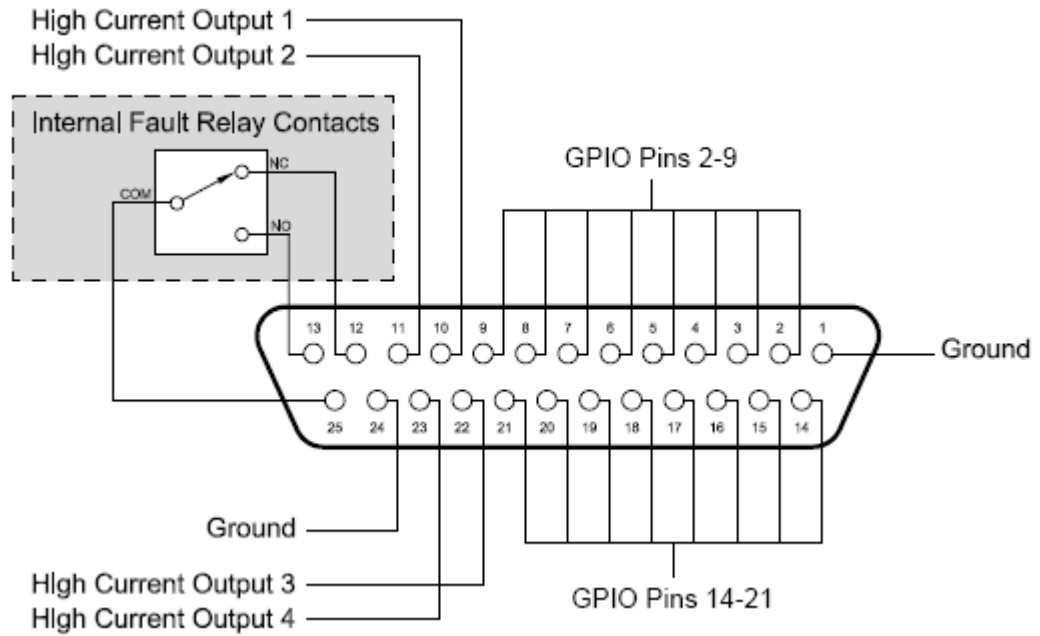 High Current Output 1
High Current Output 2
Internal Fault Relay Contacts
NC
COM
NO
GPIO Pins 2-9
13 12 11 10 9 8 7 6 5 4 3 2 1
Ground
25 24 23 22 21 20 19 18 17 16 15 14
Ground
High Current Output 3
High Current Output 4
GPIO Pins 14-21